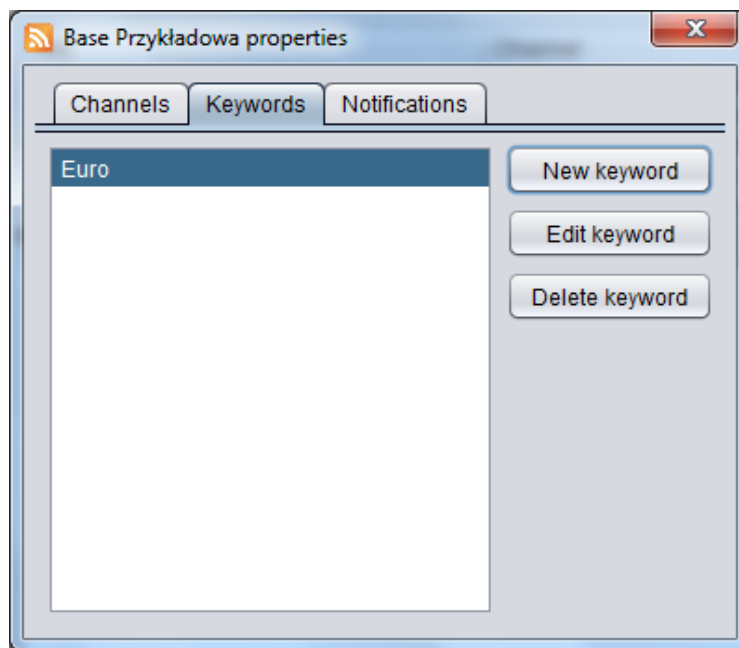 Base Przykładowa properties
Channels Keywords Notifications
Euro
New keyword
Edit keyword
Delete keyword